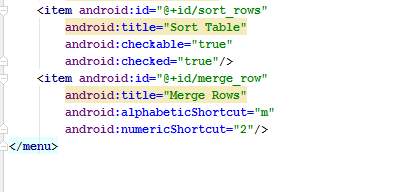 <item android:id="@+id/sort_rows"
android:title="Sort Table"
android:checkable="true"
android:checked="true"/>
<item android:id="@+id/merge_row"
android:title="Merge Rows"
android:alphabeticShortcut="m"
android:numericShortcut="2"/>
</menu>